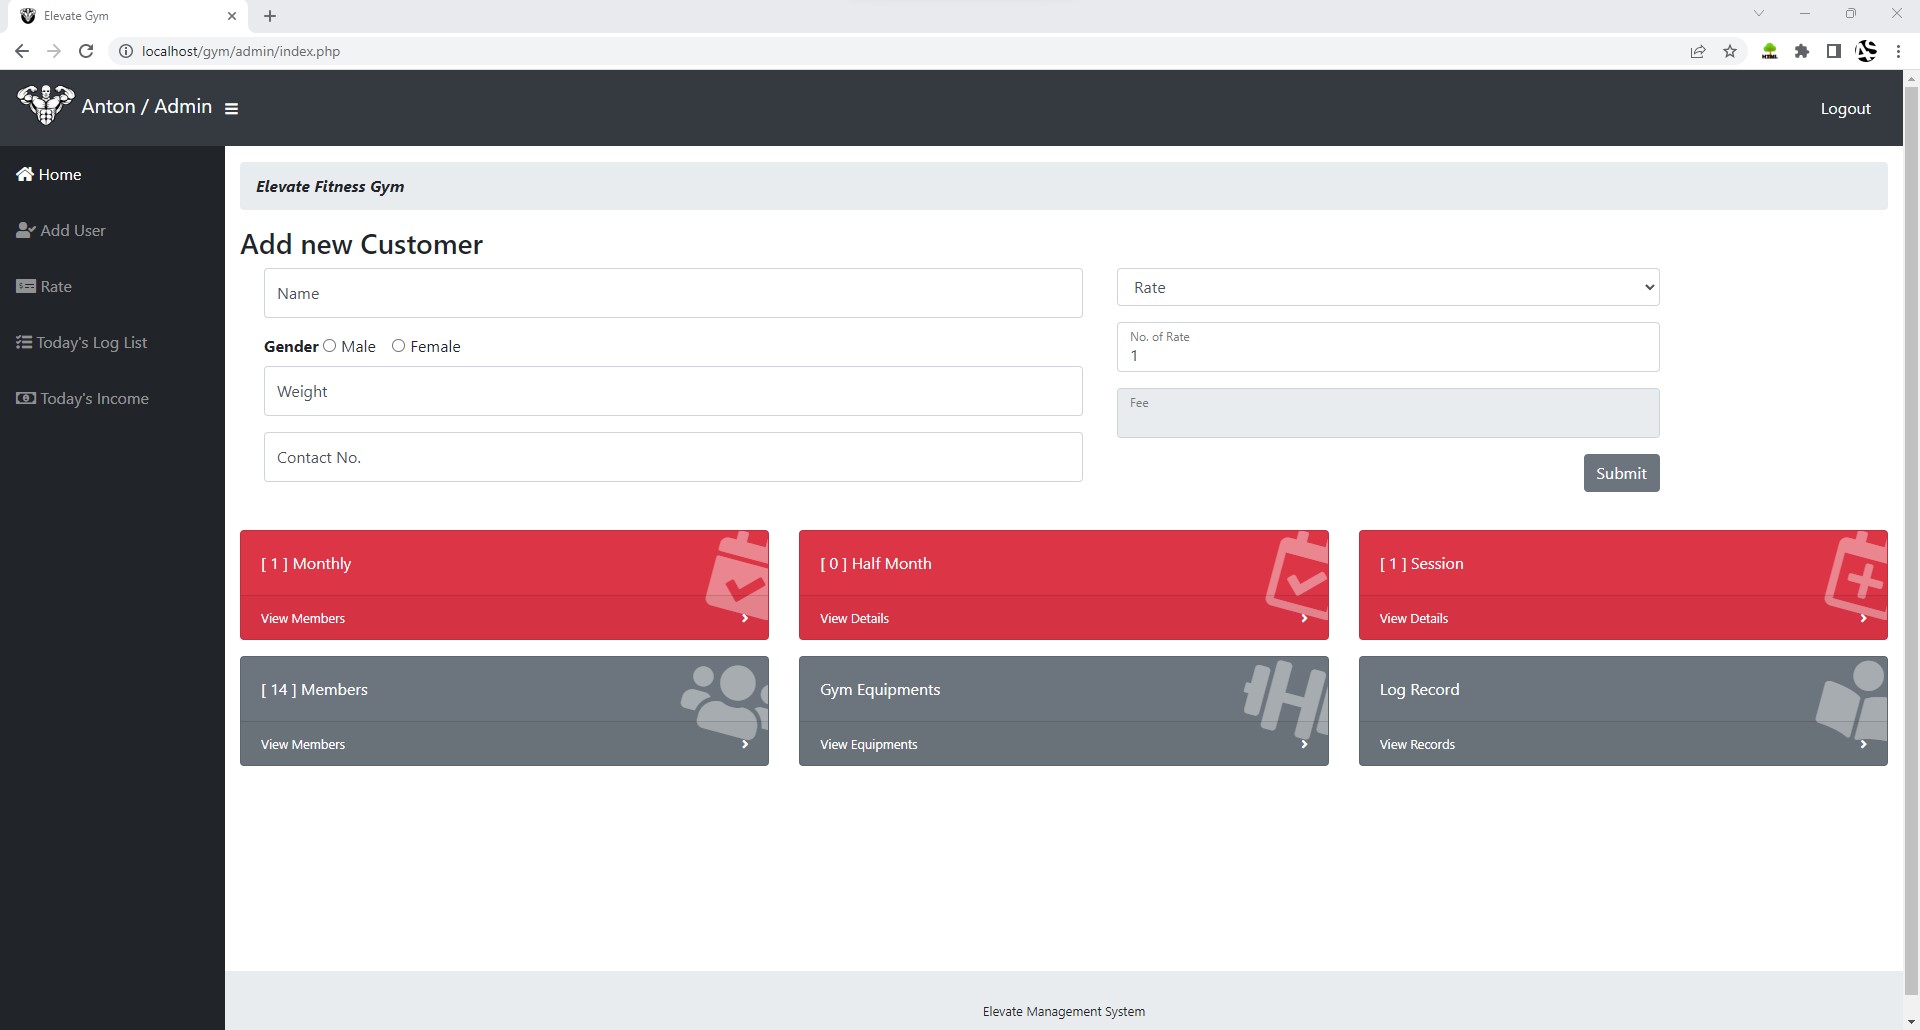 Elevate Gym
localhost/gym/admin/index.php
Anton / Admin
Logout
Home
Add User
Rate
Today's Log List
Today's Income
Elevate Fitness Gym
Add new Customer
Name
Gender Male Female
Weight
Contact No.
Rate
No. of Rate
1
Fee
Submit
[ 1 ] Monthly
View Members
[ 0 ] Half Month
View Details
[ 1 ] Session
View Details
[ 14 ] Members
View Members
Gym Equipments
View Equipments
Log Record
View Records
Elevate Management System